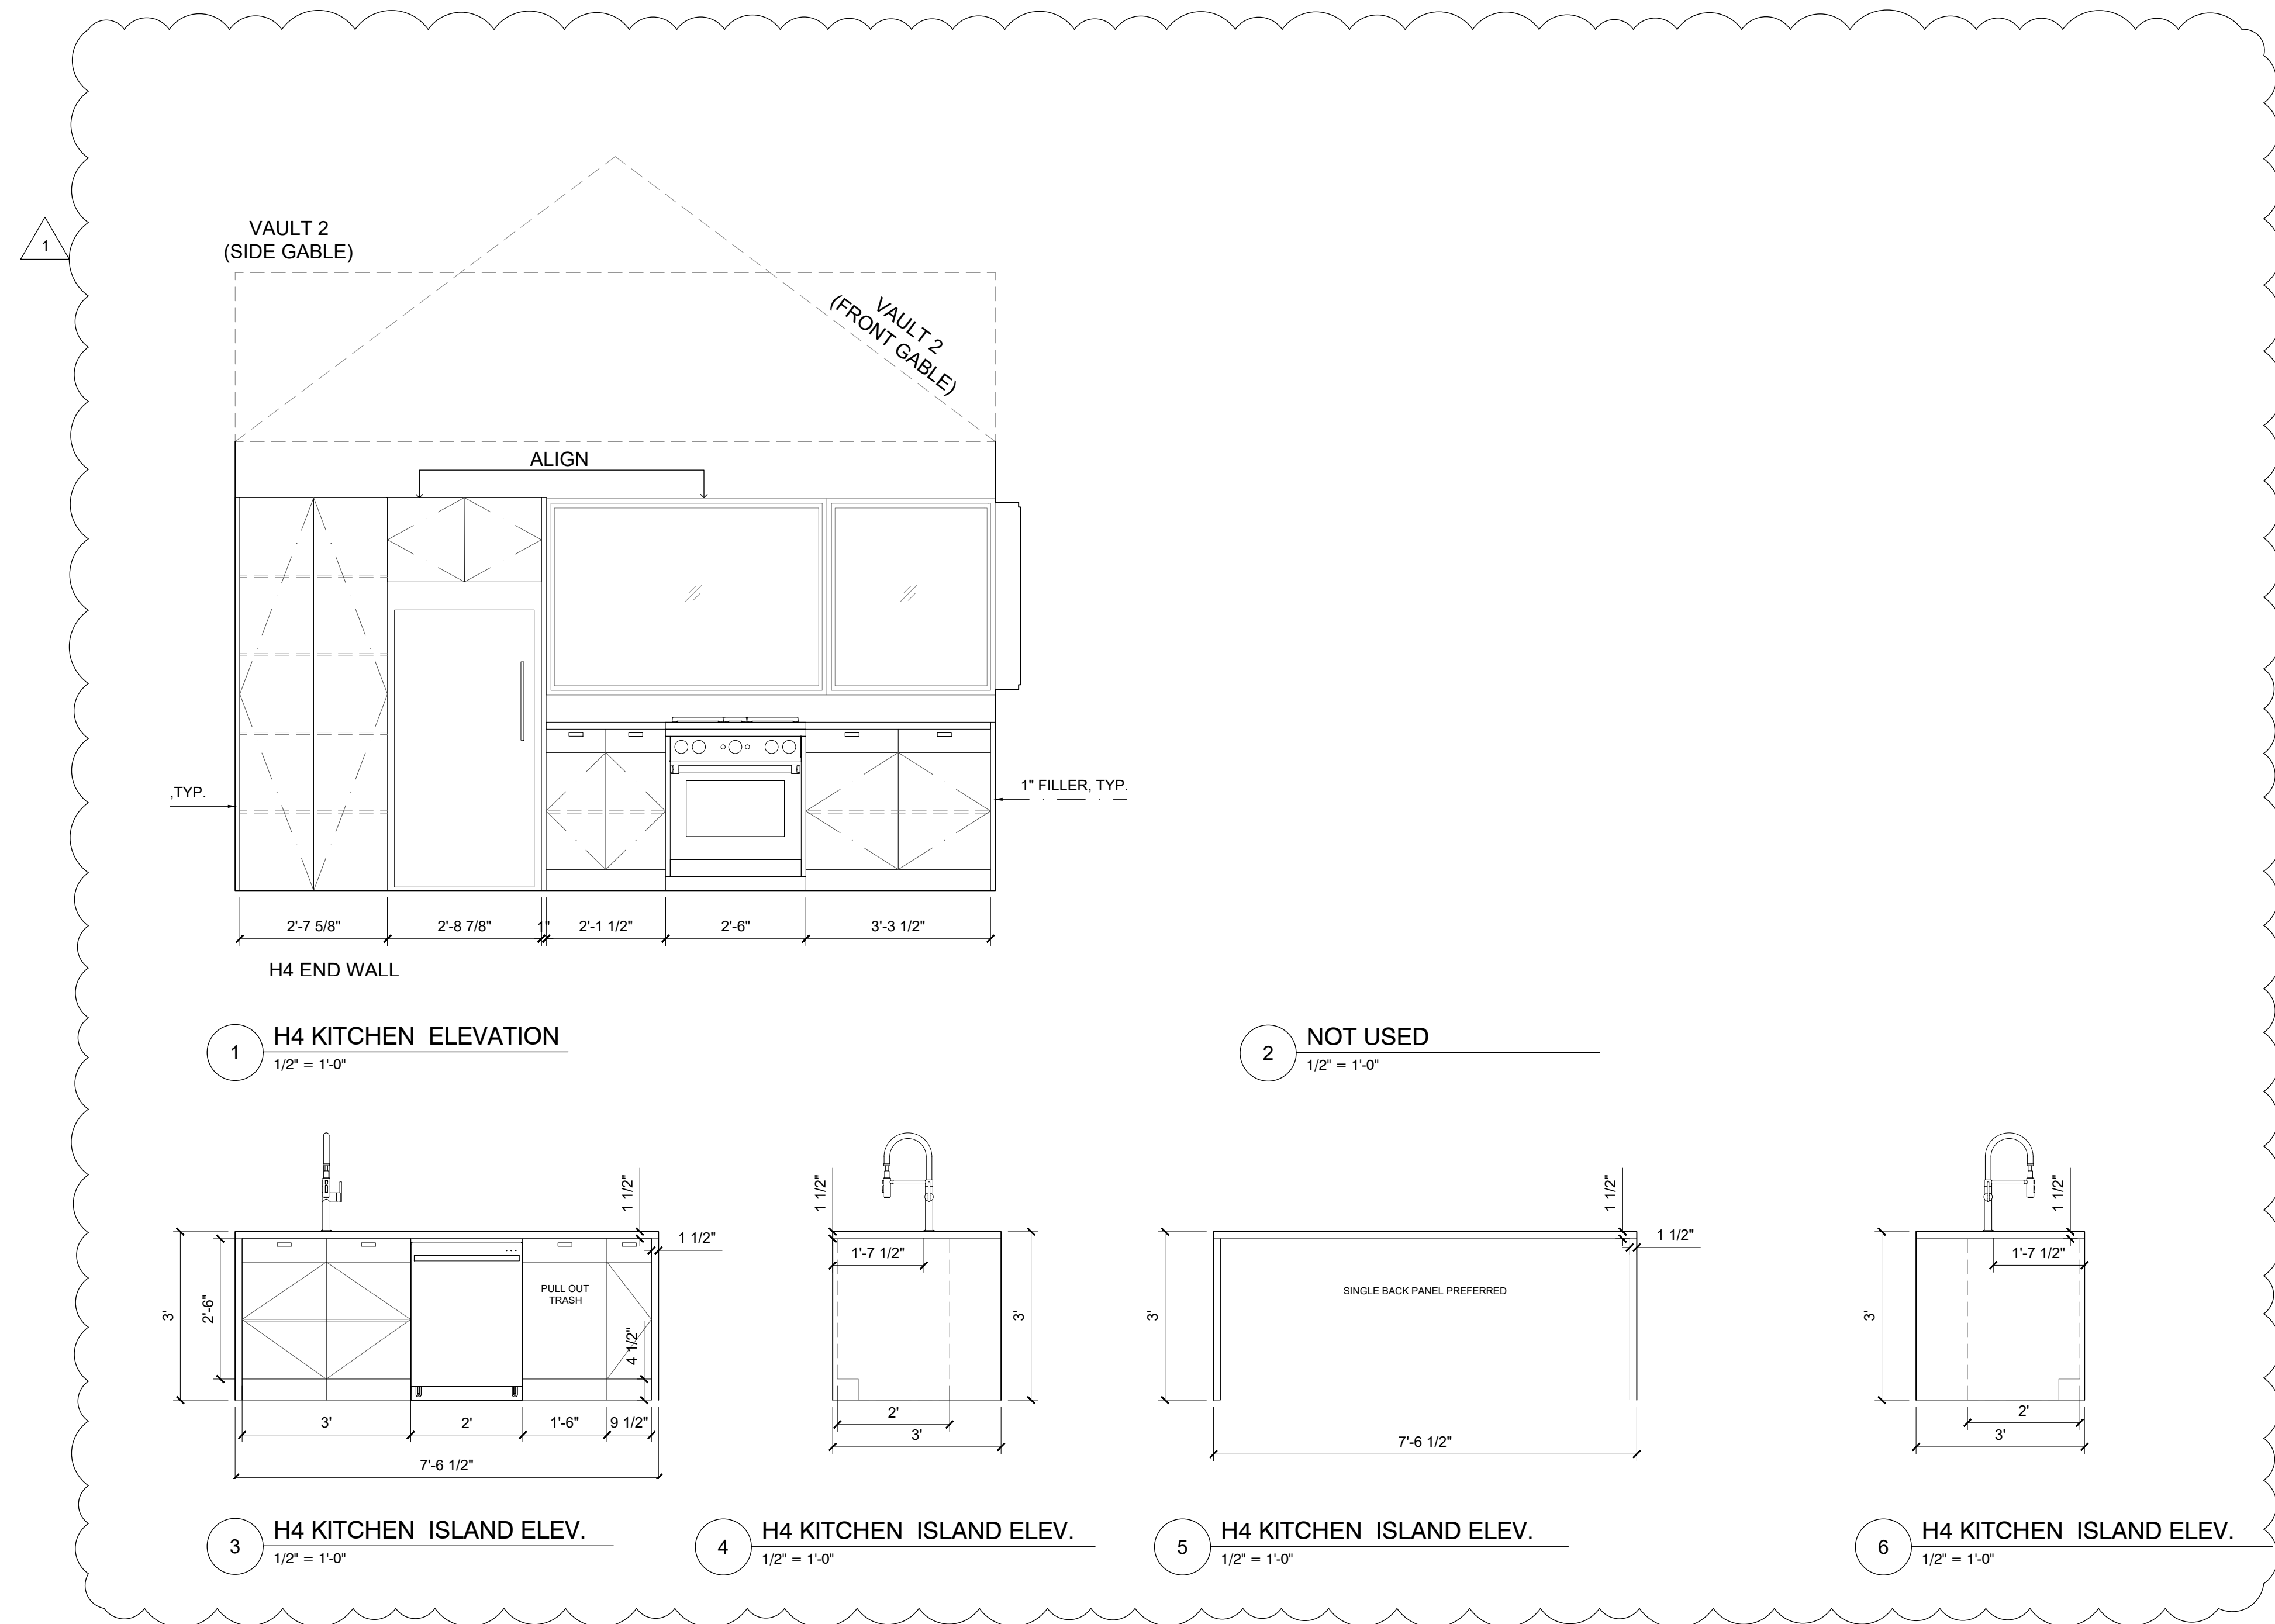 1
VAULT 2
(SIDE GABLE)
VAULT 2
(FRONT GABLE)
ALIGN
,TYP.
1" FILLER, TYP.
2'-7 5/8"
2'-8 7/8"
1"
2'-1 1/2"
2'-6"
3'-3 1/2"
H4 END WALL
1
H4 KITCHEN ELEVATION
1/2" = 1'-0"
2
NOT USED
1/2" = 1'-0"
1 1/2"
1 1/2"
3'
2'-6"
PULL OUT
TRASH
4 1/2"
3'
2'
1'-6"
9 1/2"
7'-6 1/2"
3
H4 KITCHEN ISLAND ELEV.
1/2" = 1'-0"
1 1/2"
1'-7 1/2"
3'
2'
3'
4
H4 KITCHEN ISLAND ELEV.
1/2" = 1'-0"
1 1/2"
1 1/2"
3'
SINGLE BACK PANEL PREFERRED
7'-6 1/2"
5
H4 KITCHEN ISLAND ELEV.
1/2" = 1'-0"
1 1/2"
1'-7 1/2"
3'
2'
3'
6
H4 KITCHEN ISLAND ELEV.
1/2" = 1'-0"